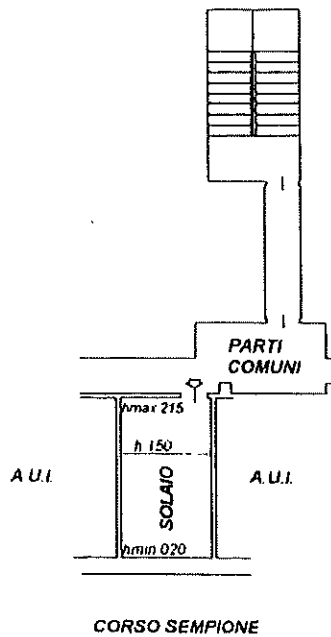 PARTI
COMUNI
hmax 215
h 150
A.U.I.
SOLAIO
A.U.I.
hmin 020
CORSO SEMPIONE